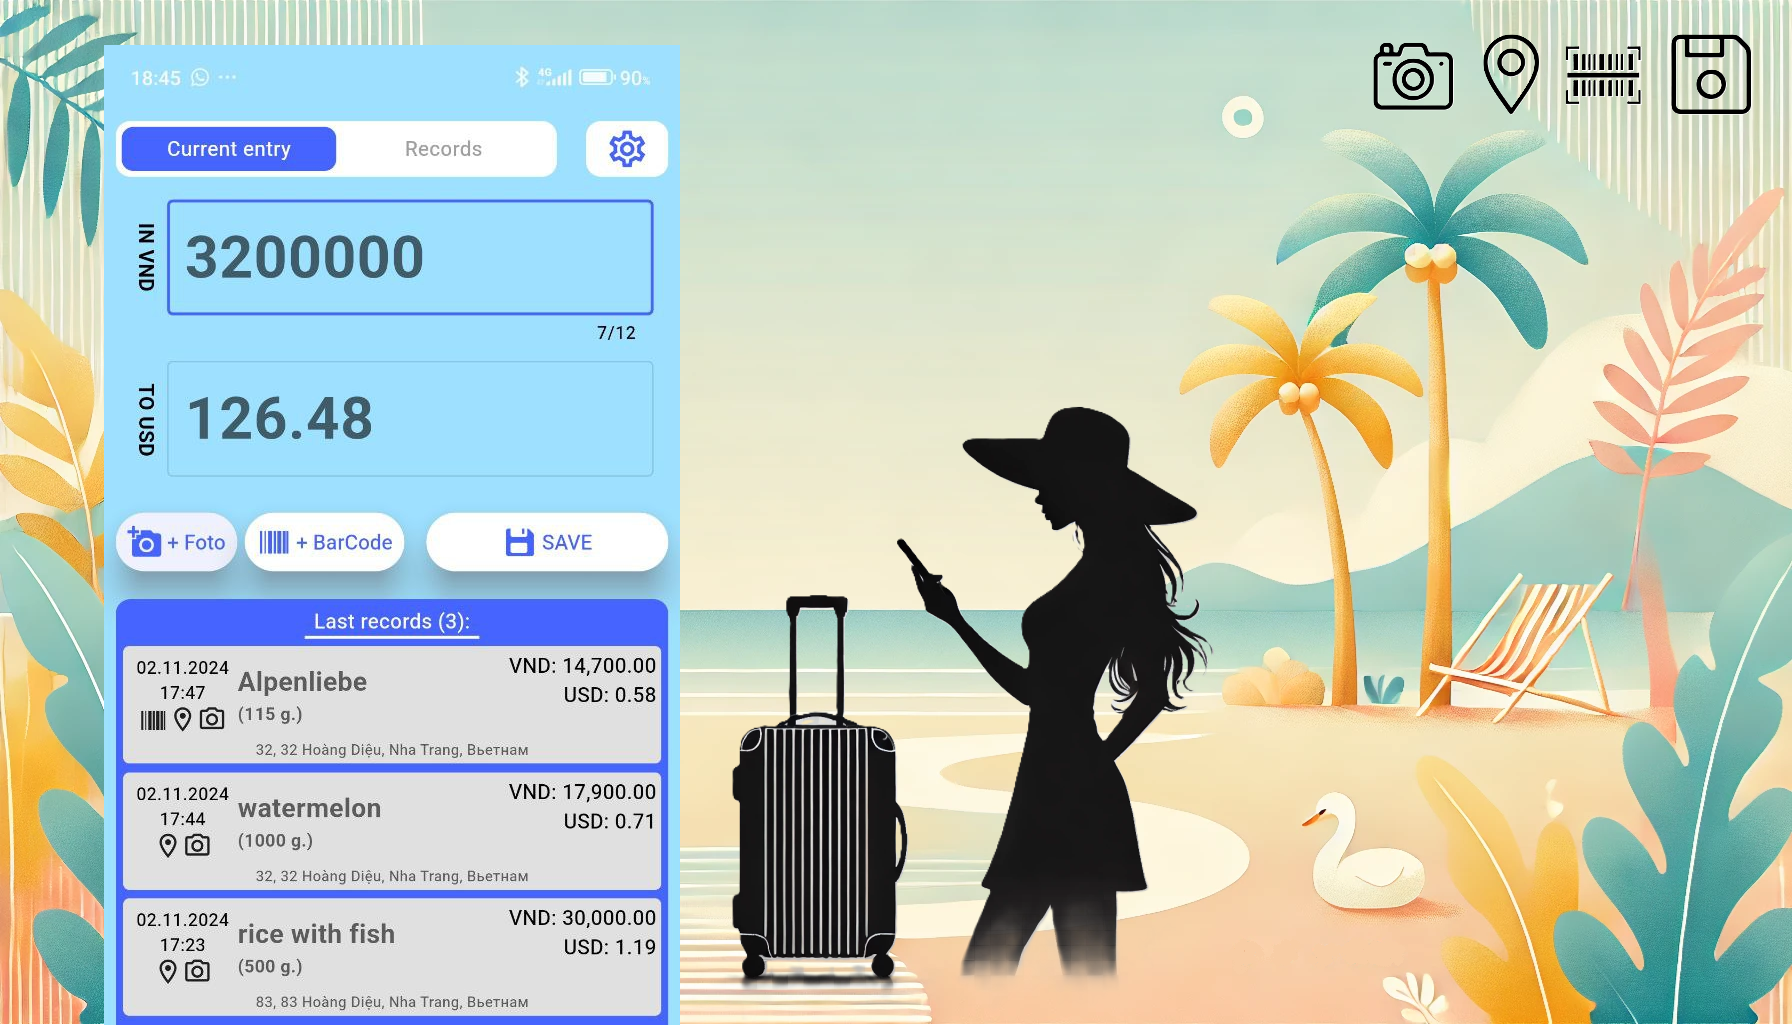 18:45
4G
90%
Current entry
Records
IN VND
3200000
7/12
TO USD
126.48
+ Foto
+ BarCode
SAVE
Last records (3):
02.11.2024
17:47
Alpenliebe
(115 g.)
VND: 14,700.00
USD: 0.58
32, 32 Hoàng Diệu, Nha Trang, Вьетнам
02.11.2024
17:44
watermelon
(1000 g.)
VND: 17,900.00
USD: 0.71
32, 32 Hoàng Diệu, Nha Trang, Вьетнам
02.11.2024
17:23
rice with fish
(500 g.)
VND: 30,000.00
USD: 1.19
83, 83 Hoàng Diệu, Nha Trang, Вьетнам